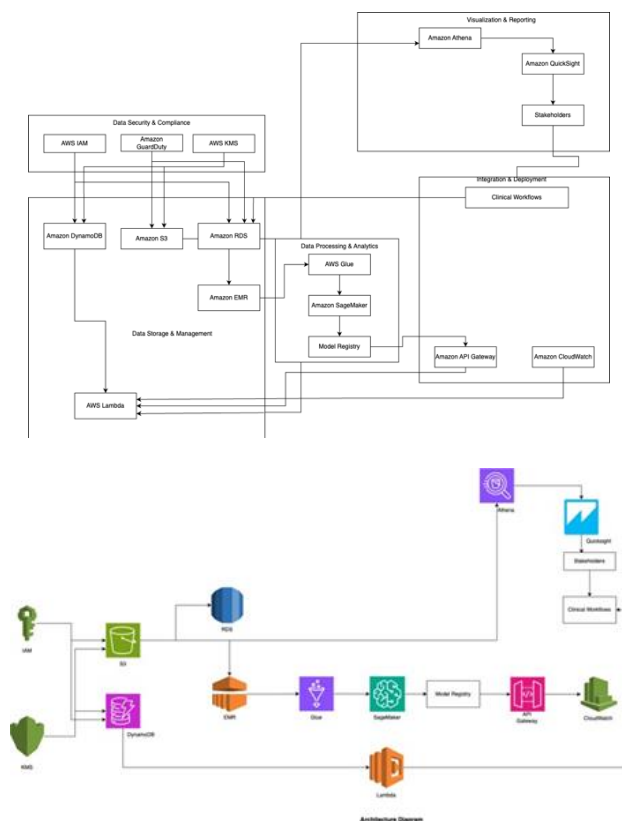 Visualization & Reporting
Amazon Athena
Amazon QuickSight
Stakeholders
Data Security & Compliance
AWS IAM
Amazon
GuardDuty
AWS KMS
Integration & Deployment
Clinical Workflows
Amazon DynamoDB
Amazon S3
Amazon RDS
Data Processing & Analytics
AWS Glue
Amazon EMR
Amazon SageMaker
Data Storage & Management
Model Registry
Amazon API Gateway
Amazon CloudWatch
AWS Lambda
Athena
Quicksight
Stakeholders
Clinical Workflows
RDS
IAM
S3
EMR
Glue
SageMaker
Model Registry
API
Gateway
CloudWatch
DynamoDB
KMS
Lambda
Architecture Diagram